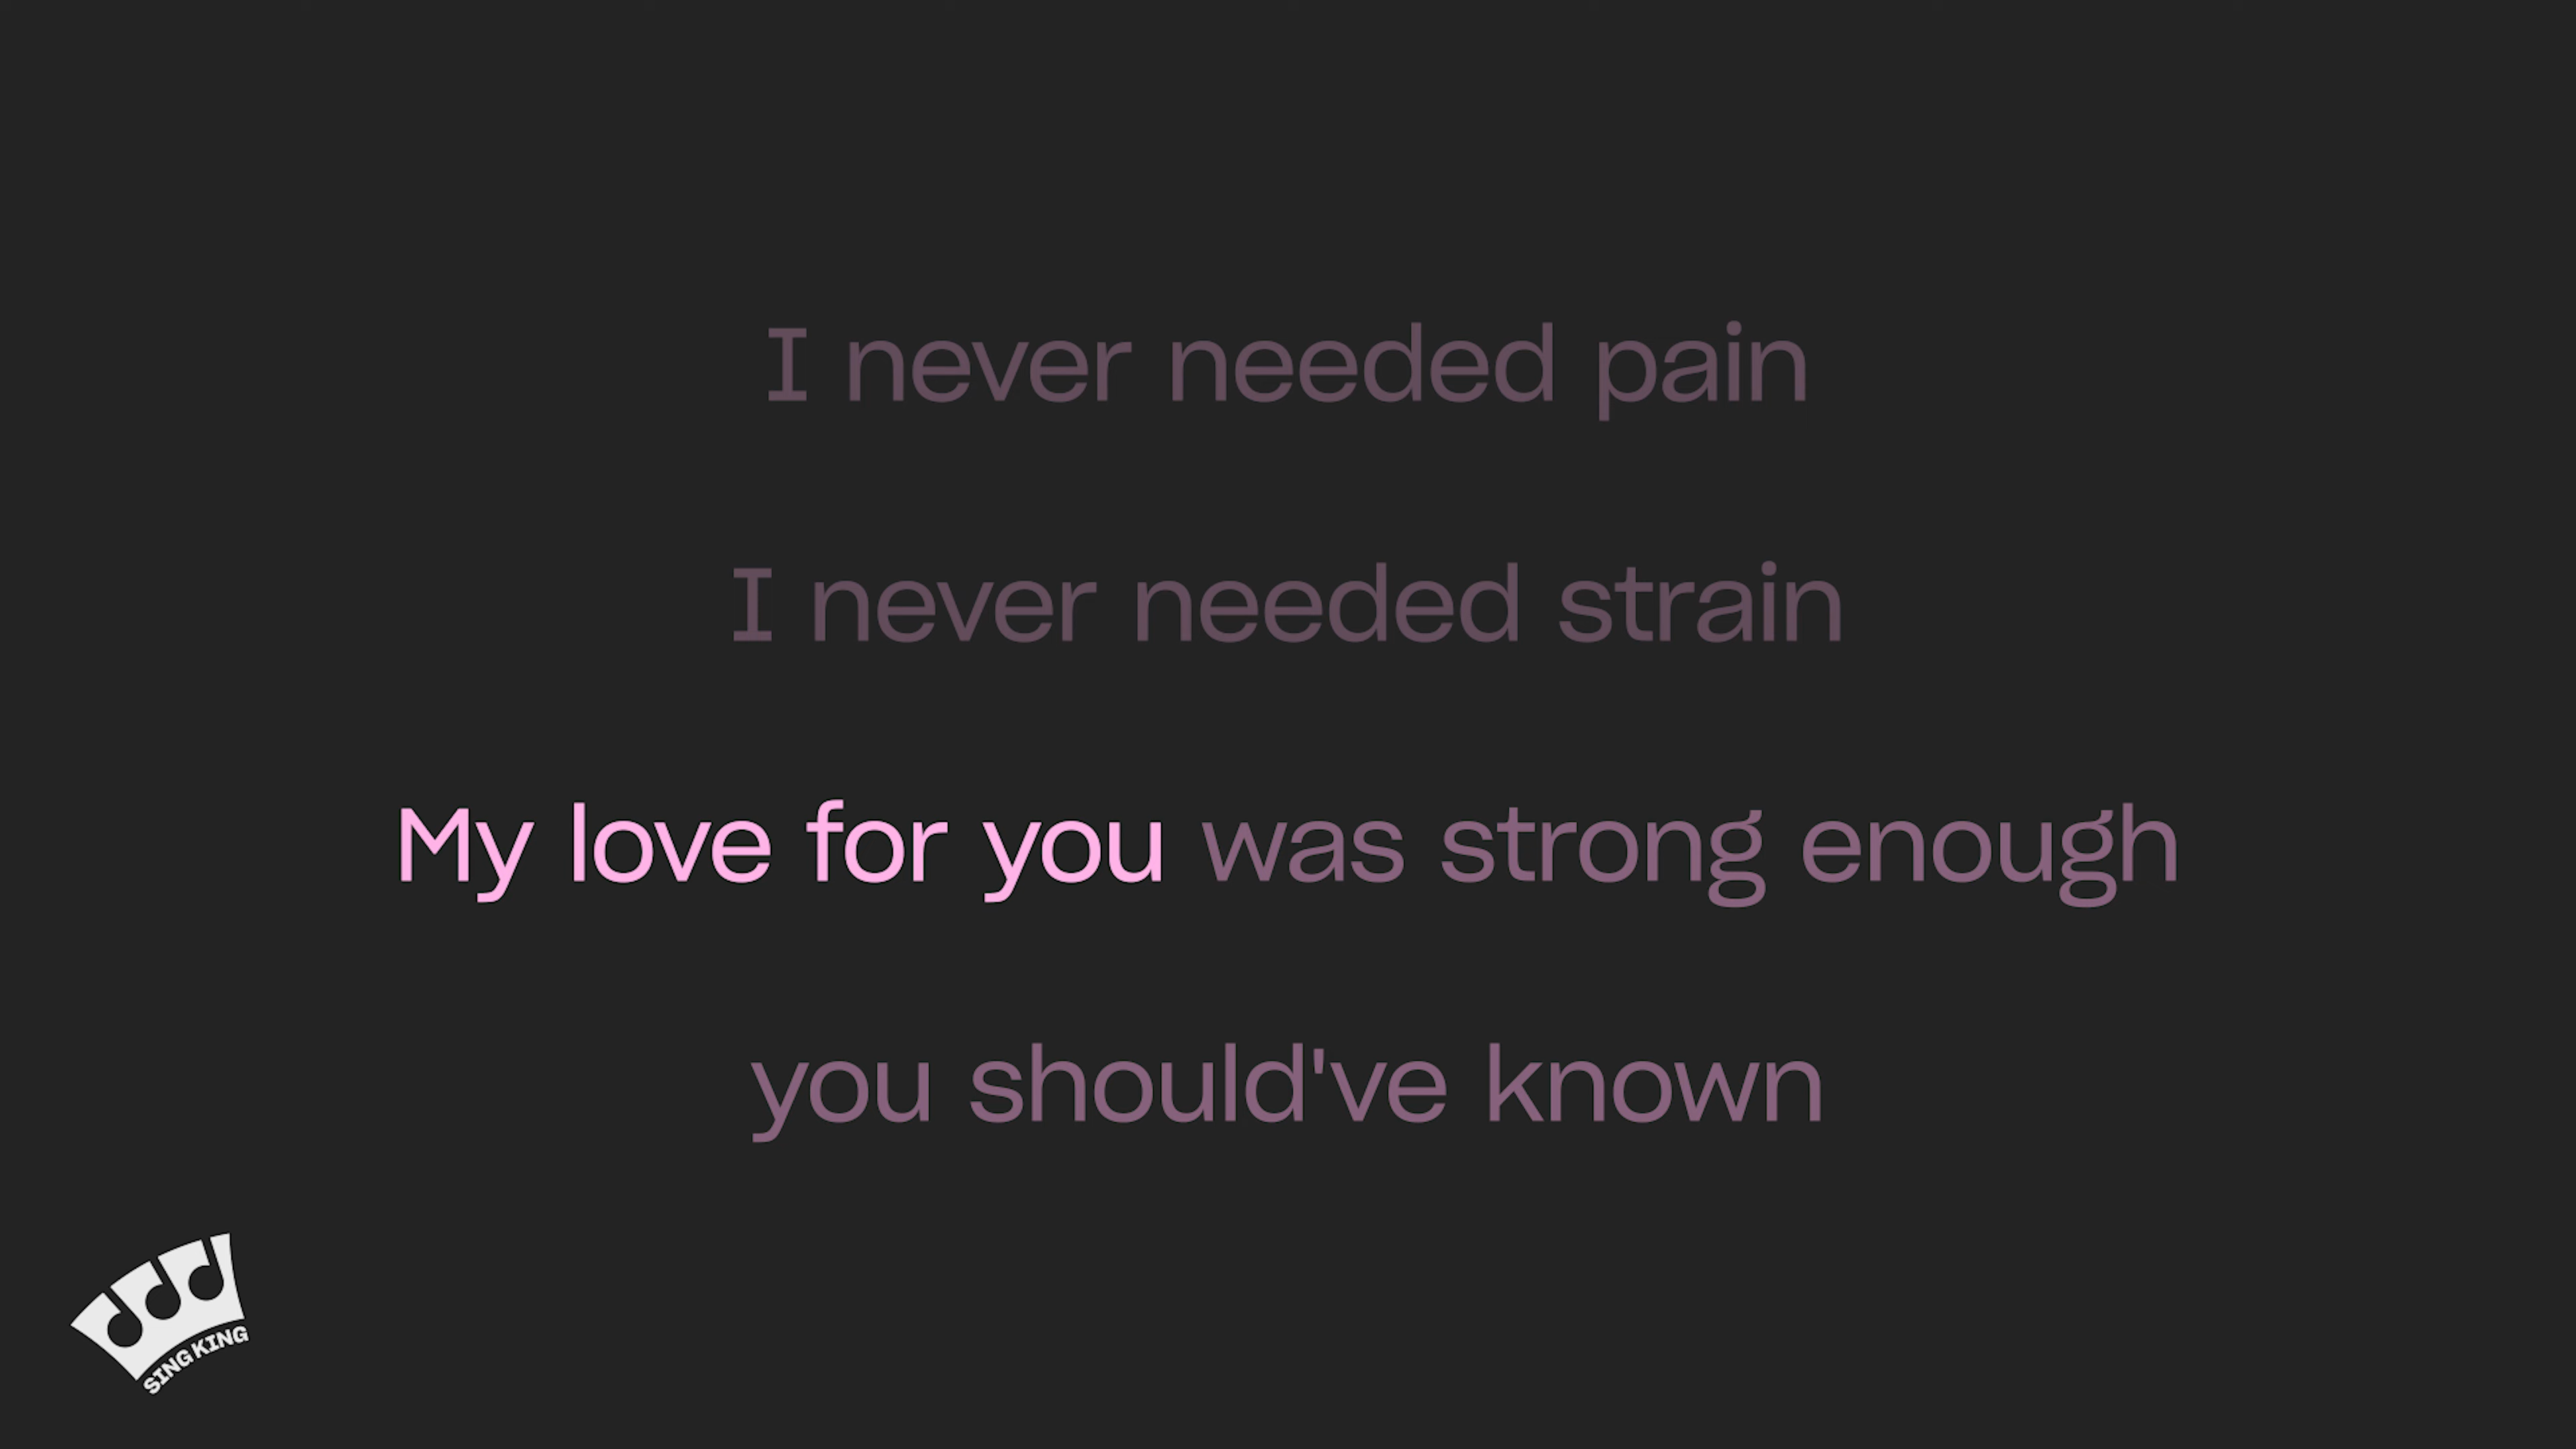 I never needed pain
I never needed strain
My love for you was strong enough
you should've known
SING KING